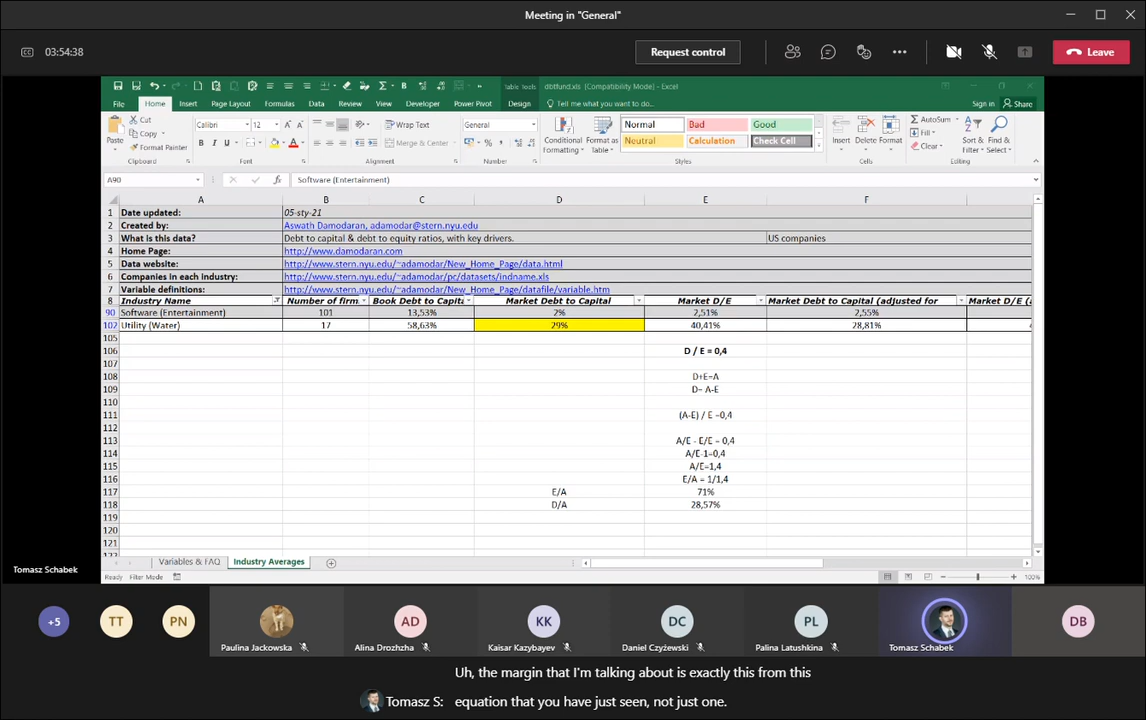 Meeting in "General"
03:54:38
Request control
Leave
Table Tools
dbtfund.xls [Compatibility Mode] - Excel
File Home Insert Page Layout Formulas Data Review View Developer Power Pivot Design Tell me what you want to do...
Sign in Share
Paste
Cut
Copy
Format Painter
Clipboard
Calibri 12
B I U
Font
Wrap Text
Merge & Center
Alignment
General
Number
Conditional Formatting
Format as Table
Normal Bad Good
Neutral Calculation Check Cell
Styles
Insert Delete Format
Cells
AutoSum
Fill
Clear
Sort & Filter
Find & Select
Editing
A90 fx Software (Entertainment)
A B C D E F
1 Date updated: 05-sty-21
2 Created by: Aswath Damodaran, adamodar@stern.nyu.edu
3 What is this data? Debt to capital & debt to equity ratios, with key drivers. US companies
4 Home Page: http://www.damodaran.com
5 Data website: http://www.stern.nyu.edu/~adamodar/New_Home_Page/data.html
6 Companies in each industry: http://www.stern.nyu.edu/~adamodar/pc/datasets/indname.xls
7 Variable definitions: http://www.stern.nyu.edu/~adamodar/New_Home_Page/datafile/variable.htm
8 Industry Name Number of firm Book Debt to Capita Market Debt to Capital Market D/E Market Debt to Capital (adjusted for Market D/E (
90 Software (Entertainment) 101 13,53% 2% 2,51% 2,55%
102 Utility (Water) 17 58,63% 29% 40,41% 28,81%
105
106 D / E = 0,4
107
108 D+E=A
109 D= A-E
110
111 (A-E) / E =0,4
112
113 A/E - E/E = 0,4
114 A/E-1=0,4
115 A/E=1,4
116 E/A = 1/1,4
117 E/A 71%
118 D/A 28,57%
119
120
121
Variables & FAQ Industry Averages
Ready Filter Mode
100%
Tomasz Schabek
+5
TT
PN
Paulina Jackowska
AD
Alina Drozhzha
KK
Kaisar Kazybayev
DC
Daniel Czyżewski
PL
Palina Latushkina
Tomasz Schabek
DB
Uh, the margin that I'm talking about is exactly this from this
Tomasz S: equation that you have just seen, not just one.